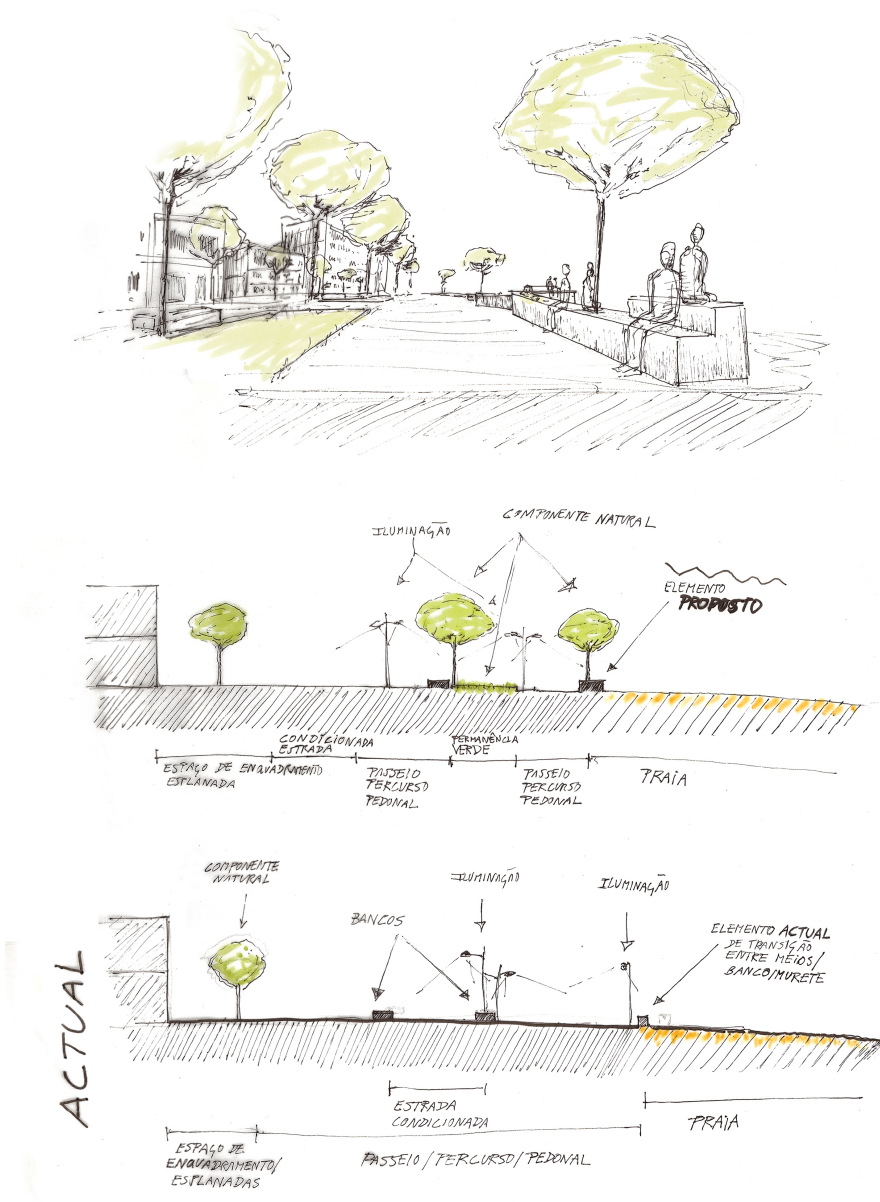 ILUMINAÇÃO
COMPONENTE NATURAL
ELEMENTO
PROPOSTO
CONDICIONADA
ESTRADA
PERMANÊNCIA
VERDE
ESPAÇO DE ENQUADRAMENTO
ESPLANADA
PASSEIO
PERCURSO
PEDONAL
PASSEIO
PERCURSO
PEDONAL
PRAIA
ACTUAL
COMPONENTE
NATURAL
BANCOS
ILUMINAÇÃO
ILUMINAÇÃO
ELEMENTO ACTUAL
DE TRANSIÇÃO
ENTRE MEIOS/
BANCO/MURETE
ESTRADA
CONDICIONADA
PRAIA
ESPAÇO DE
ENQUADRAMENTO/
ESPLANADAS
PASSEIO/PERCURSO/PEDONAL